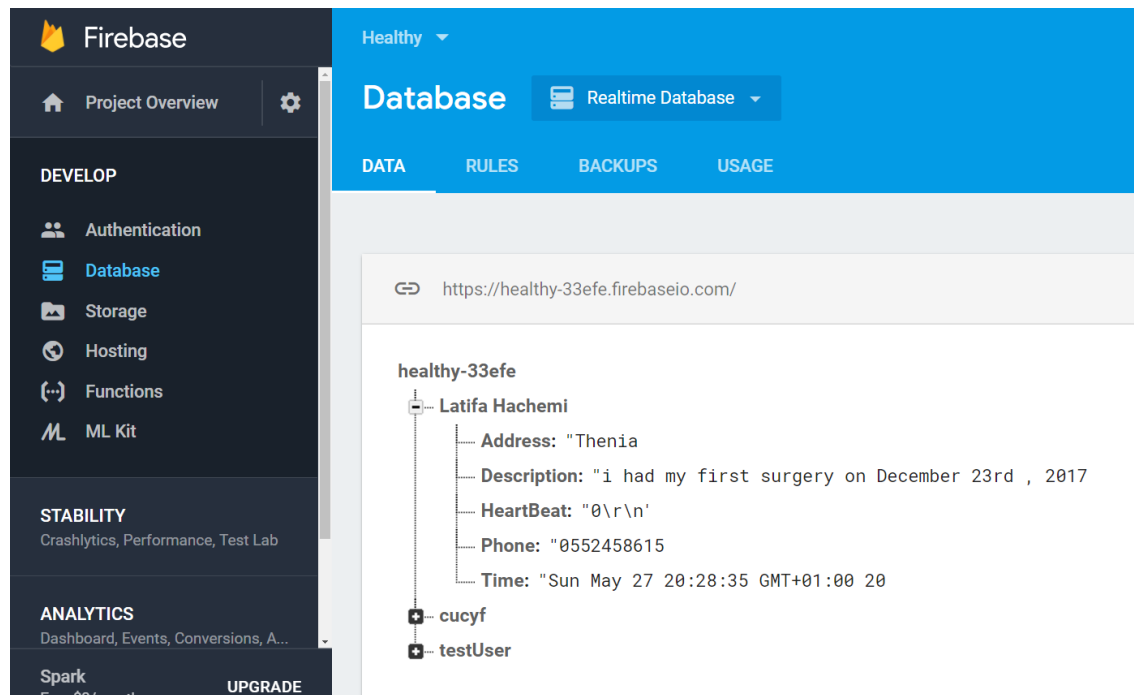 Firebase
Project Overview
DEVELOP
Authentication
Database
Storage
Hosting
Functions
ML Kit
STABILITY
Crashlytics, Performance, Test Lab
ANALYTICS
Dashboard, Events, Conversions, A...
Spark
UPGRADE
Healthy
Database
Realtime Database
DATA RULES BACKUPS USAGE
https://healthy-33efe.firebaseio.com/
healthy-33efe
Latifa Hachemi
Address: "Thenia
Description: "i had my first surgery on December 23rd , 2017
HeartBeat: "0\r\n'
Phone: "0552458615
Time: "Sun May 27 20:28:35 GMT+01:00 20
cucyf
testUser